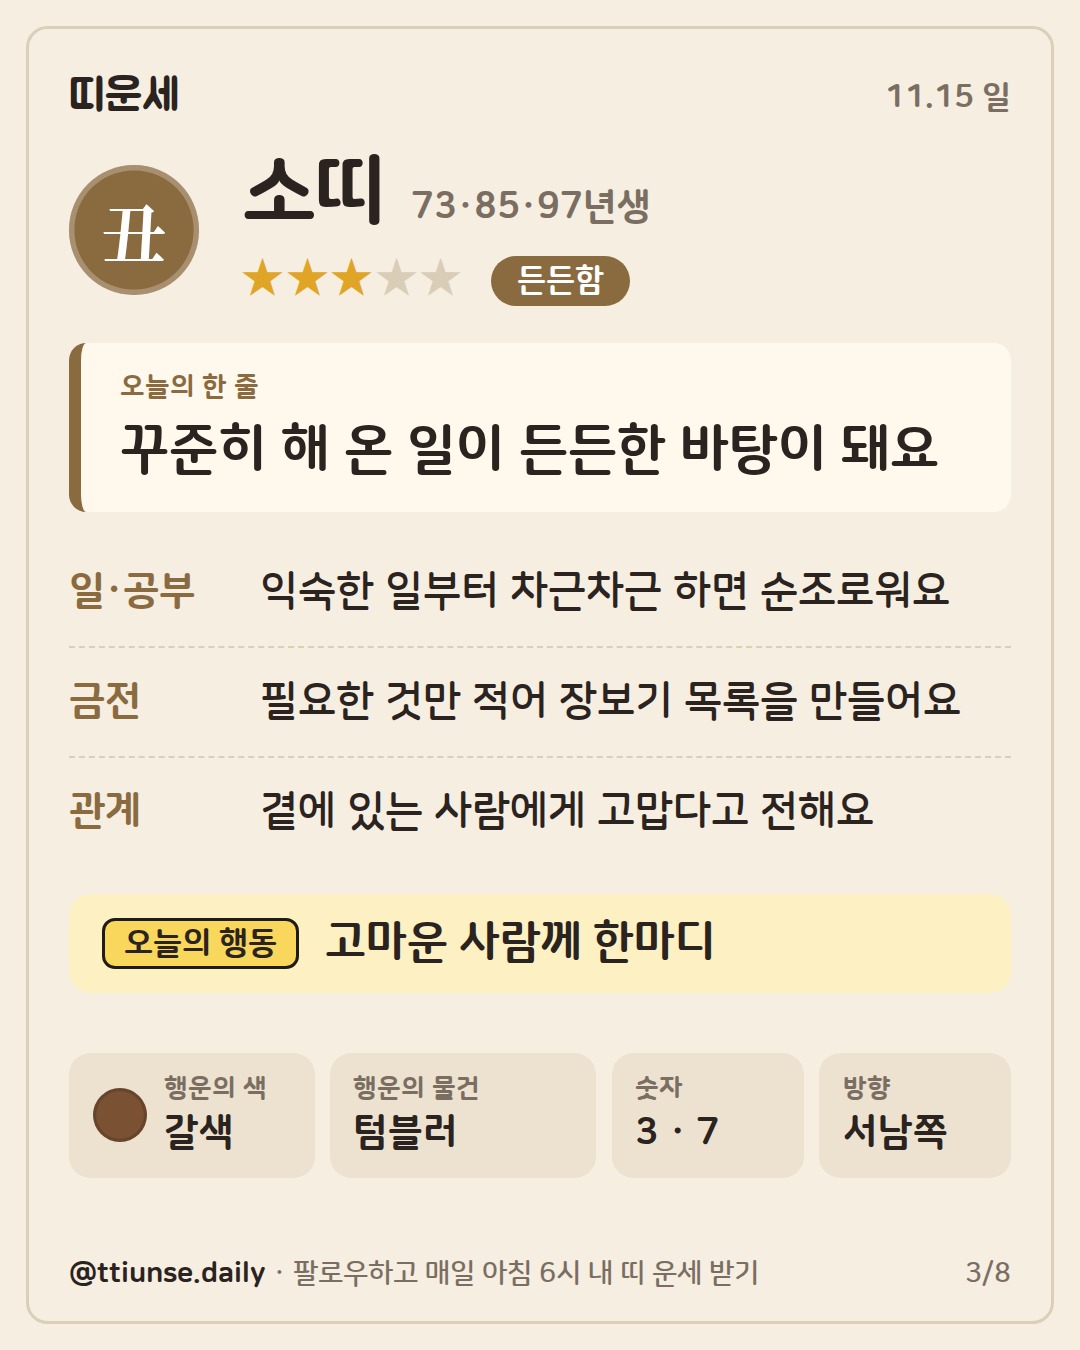 띠운세
11.15 일
丑
소띠 73·85·97년생
★★★★★ 든든함
오늘의 한 줄
꾸준히 해 온 일이 든든한 바탕이 돼요
일·공부 익숙한 일부터 차근차근 하면 순조로워요
금전 필요한 것만 적어 장보기 목록을 만들어요
관계 곁에 있는 사람에게 고맙다고 전해요
오늘의 행동 고마운 사람께 한마디
행운의 색
갈색
행운의 물건
텀블러
숫자
3 · 7
방향
서남쪽
@ttiunse.daily · 팔로우하고 매일 아침 6시 내 띠 운세 받기
3/8